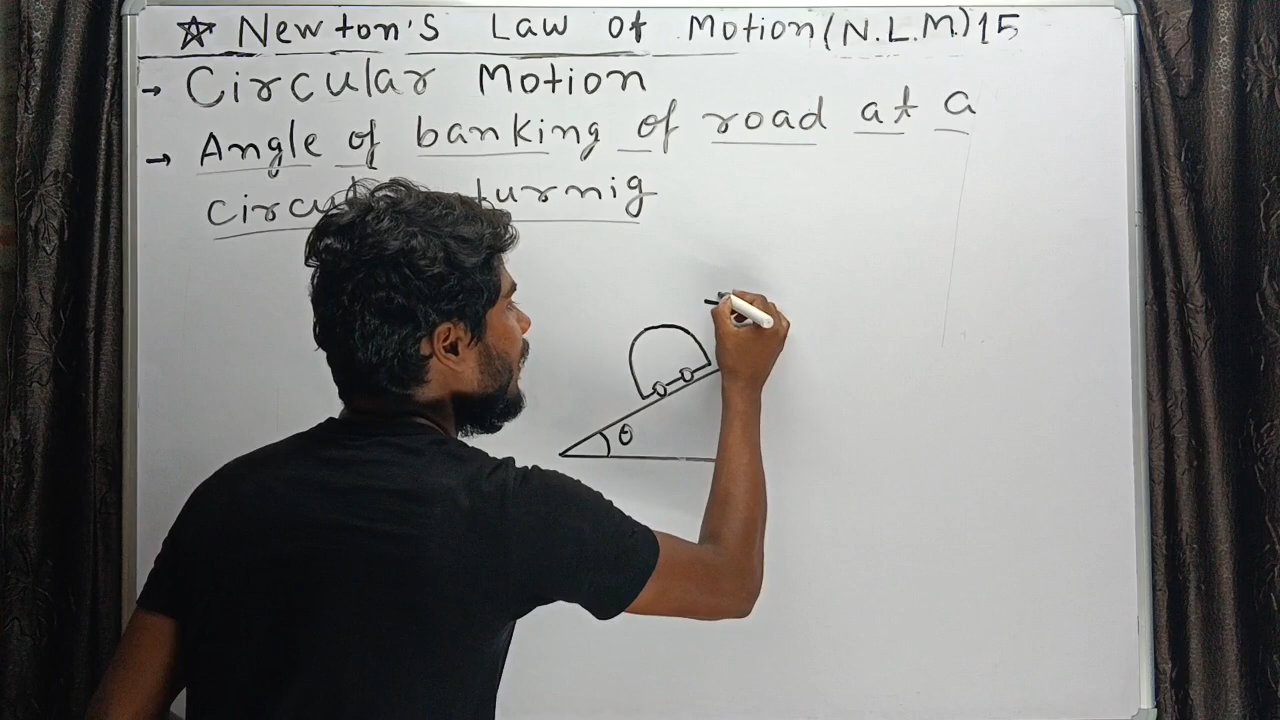 ☆ Newton's Law of Motion (N.L.M) 15
→ Circular Motion
→ Angle of banking of road at a
turnig
θ